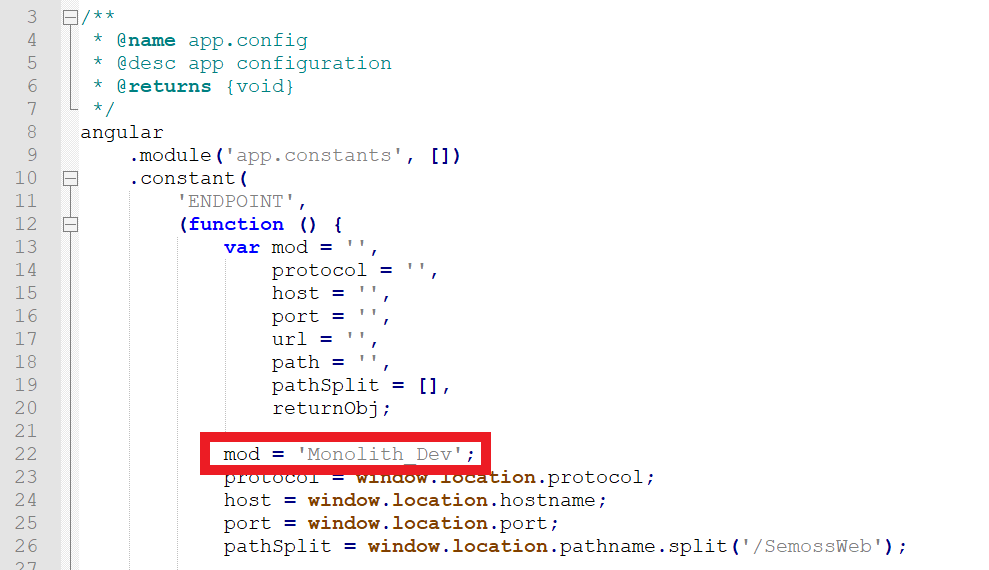 3 /**
4 * @name app.config
5 * @desc app configuration
6 * @returns {void}
7 */
8 angular
9 .module('app.constants', [])
10 .constant(
11 'ENDPOINT',
12 (function () {
13 var mod = '',
14 protocol = '',
15 host = '',
16 port = '',
17 url = '',
18 path = '',
19 pathSplit = [],
20 returnObj;
21
22 mod = 'Monolith_Dev';
23 protocol = window.location.protocol;
24 host = window.location.hostname;
25 port = window.location.port;
26 pathSplit = window.location.pathname.split('/SemossWeb');
27